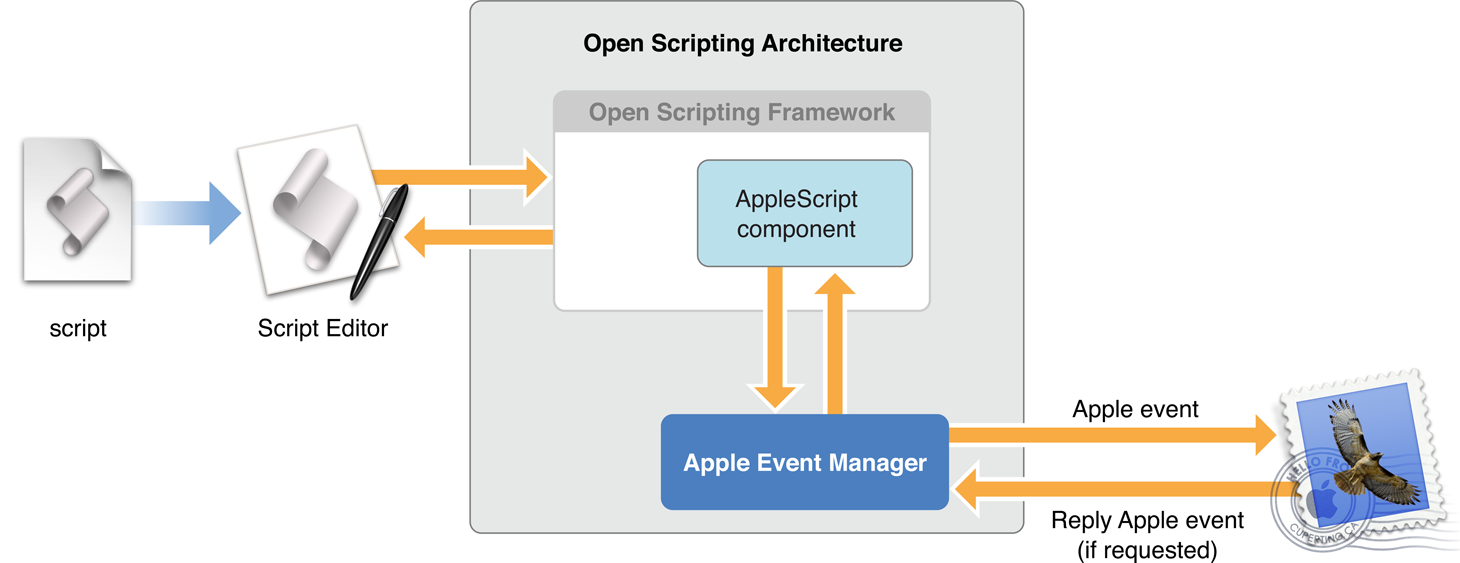 Open Scripting Architecture
Open Scripting Framework
AppleScript
component
script
Script Editor
Apple Event Manager
Apple event
Reply Apple event
(if requested)
HELLO FRO
CUPERTINO, CA